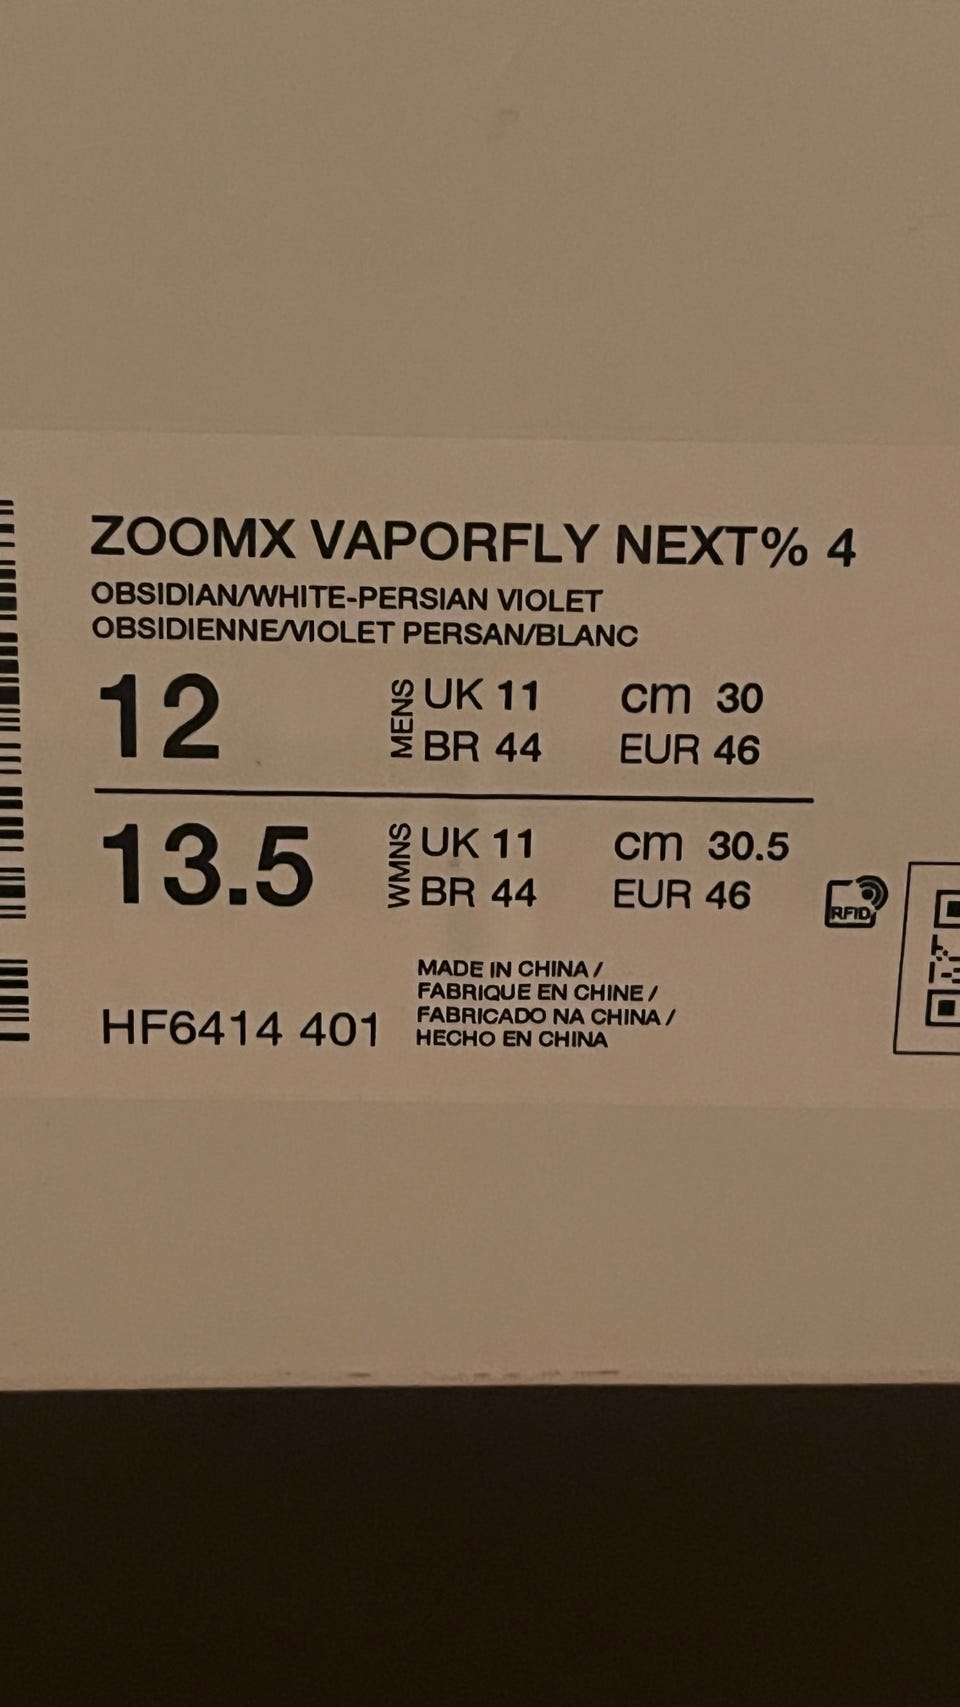 ZOOMX VAPORFLY NEXT% 4
OBSIDIAN/WHITE-PERSIAN VIOLET
OBSIDIENNE/VIOLET PERSAN/BLANC
12 MENS UK 11 cm 30
BR 44 EUR 46
13.5 WMNS UK 11 cm 30.5
BR 44 EUR 46
RFID
MADE IN CHINA /
FABRIQUE EN CHINE /
FABRICADO NA CHINA /
HECHO EN CHINA
HF6414 401